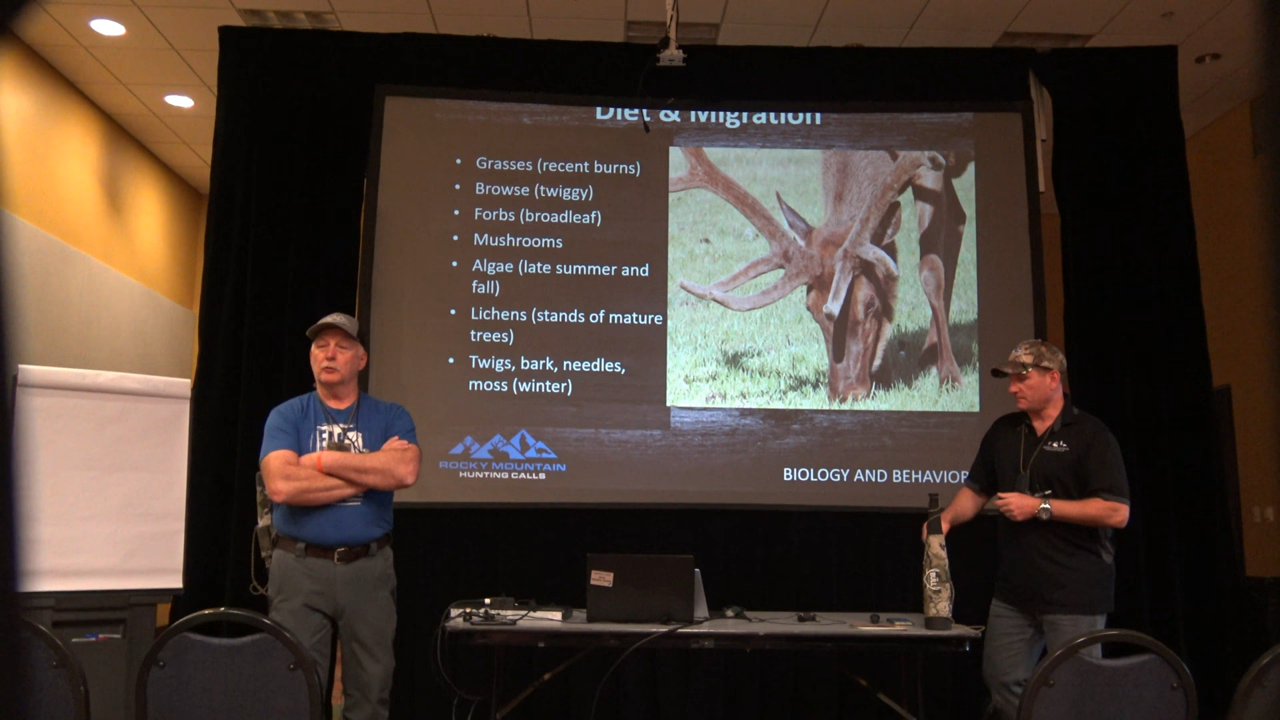 Diet & Migration
• Grasses (recent burns)
• Browse (twiggy)
• Forbs (broadleaf)
• Mushrooms
• Algae (late summer and
fall)
• Lichens (stands of mature
trees)
• Twigs, bark, needles,
moss (winter)
ROCKY MOUNTAIN
HUNTING CALLS
BIOLOGY AND BEHAVIOR